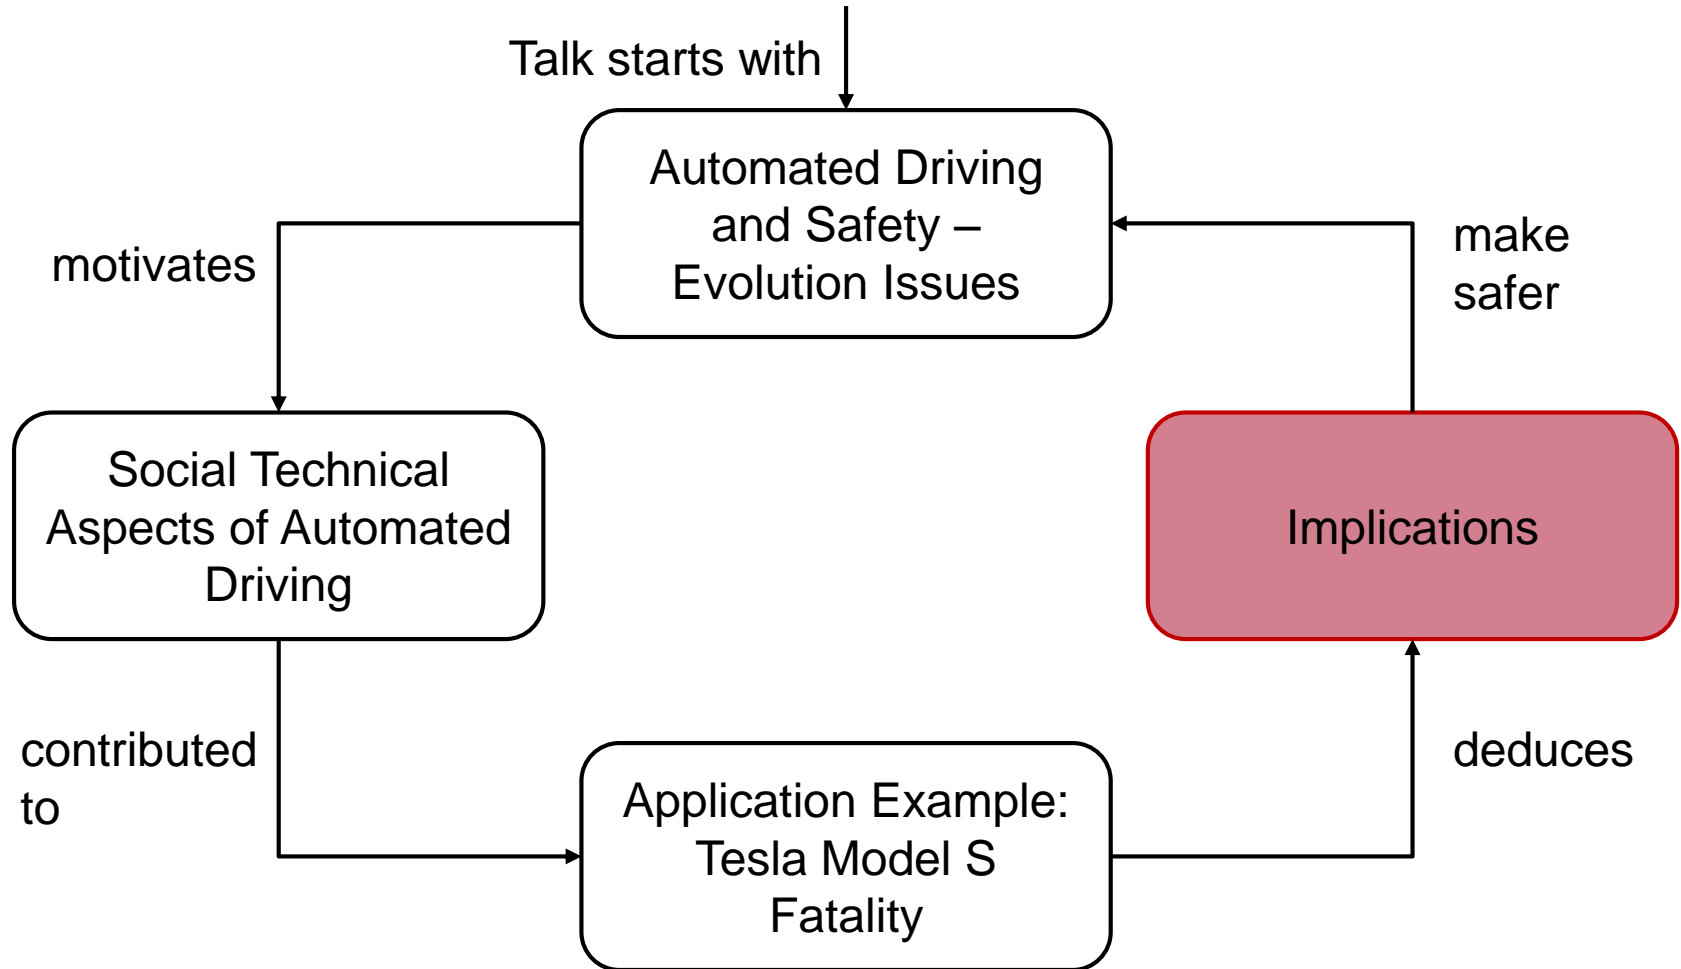 Talk starts with
Automated Driving
and Safety –
Evolution Issues
motivates
make
safer
Social Technical
Aspects of Automated
Driving
Implications
contributed
to
deduces
Application Example:
Tesla Model S
Fatality